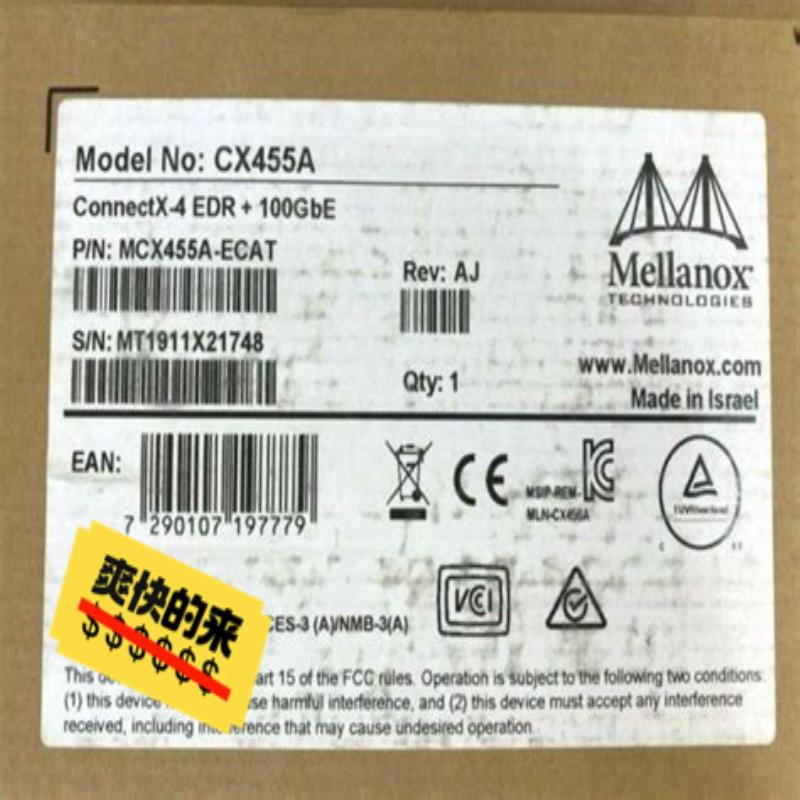 Model No: CX455A
ConnectX-4 EDR + 100GbE
P/N: MCX455A-ECAT
Rev: AJ
S/N: MT1911X21748
Qty: 1
Mellanox
TECHNOLOGIES
www.Mellanox.com
Made in Israel
EAN:
7 290107 197779
CE
MSIP-REM-
MLN-CX456A
TÜVRheinland
VCI
爽快的来
$$$$$$
CES-3 (A)/NMB-3(A)
This art 15 of the FCC rules. Operation is subject to the following two conditions:
(1) this device se harmful interference, and (2) this device must accept any interference
received, including erence that may cause undesired operation.